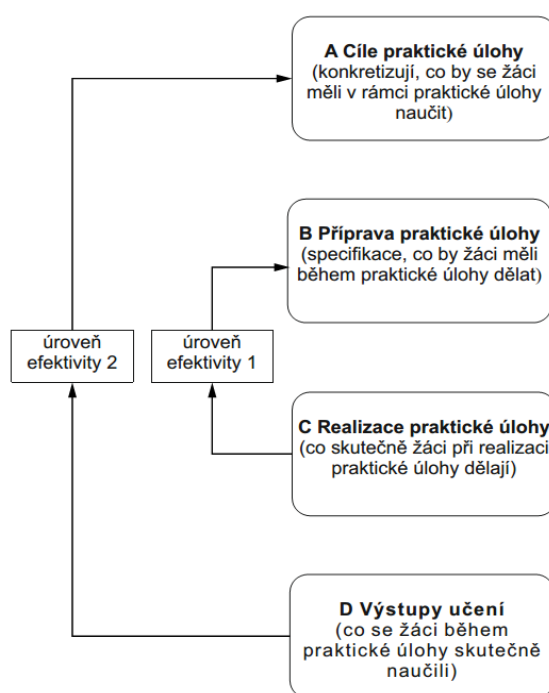 A Cíle praktické úlohy
(konkretizují, co by se žáci
měli v rámci praktické úlohy
naučit)
B Příprava praktické úlohy
(specifikace, co by žáci měli
během praktické úlohy dělat)
úroveň
efektivity 2
úroveň
efektivity 1
C Realizace praktické úlohy
(co skutečně žáci při realizaci
praktické úlohy dělají)
D Výstupy učení
(co se žáci během
praktické úlohy skutečně
naučili)